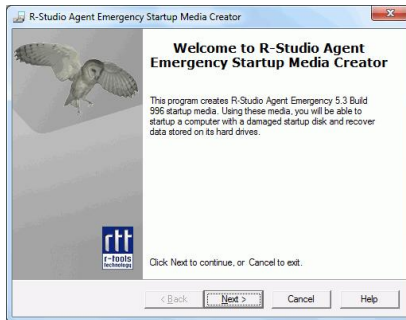 R-Studio Agent Emergency Startup Media Creator
Welcome to R-Studio Agent
Emergency Startup Media Creator
This program creates R-Studio Agent Emergency 5.3 Build
996 startup media. Using these media, you will be able to
startup a computer with a damaged startup disk and recover
data stored on its hard drives.
rtt
r-tools
technology
Click Next to continue, or Cancel to exit.
< Back
Next >
Cancel
Help